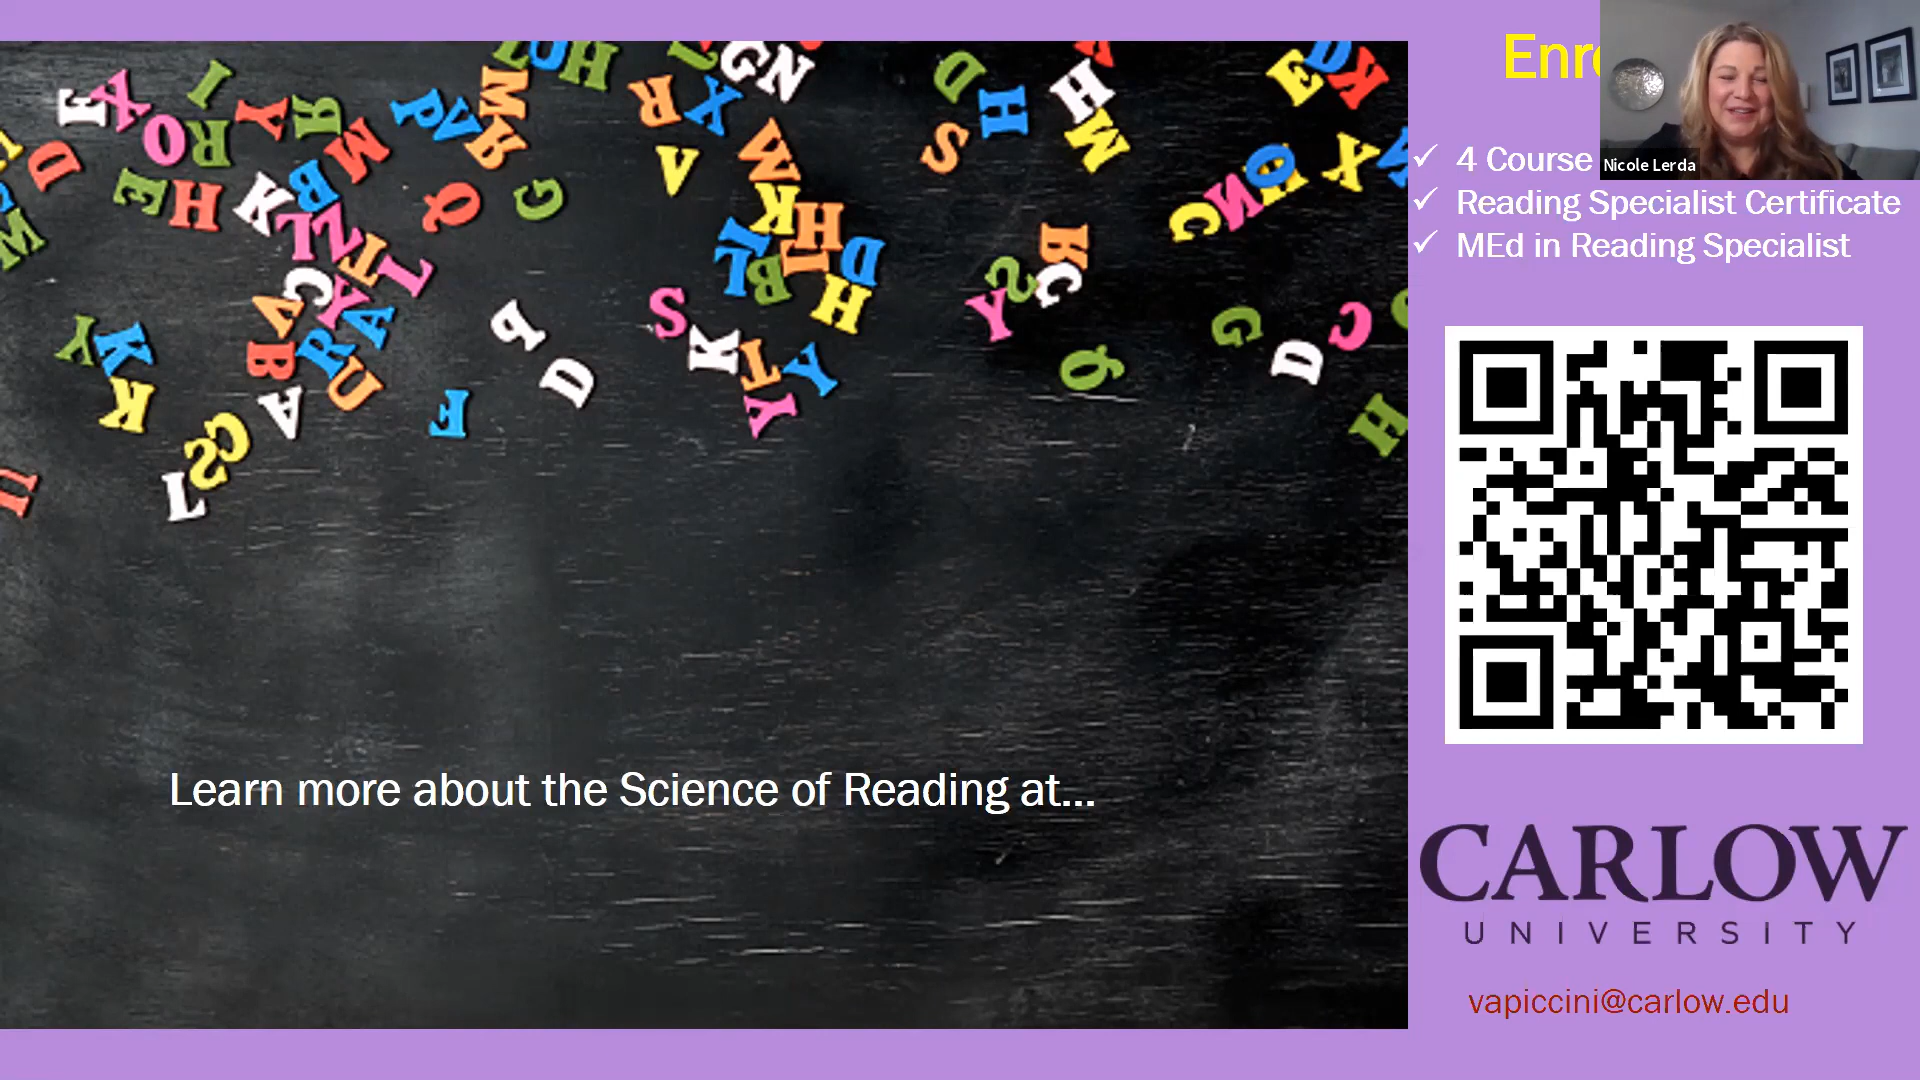 4 Course
Nicole Lerda
Reading Specialist Certificate
MEd in Reading Specialist
Learn more about the Science of Reading at...
CARLOW
UNIVERSITY
vapiccini@carlow.edu